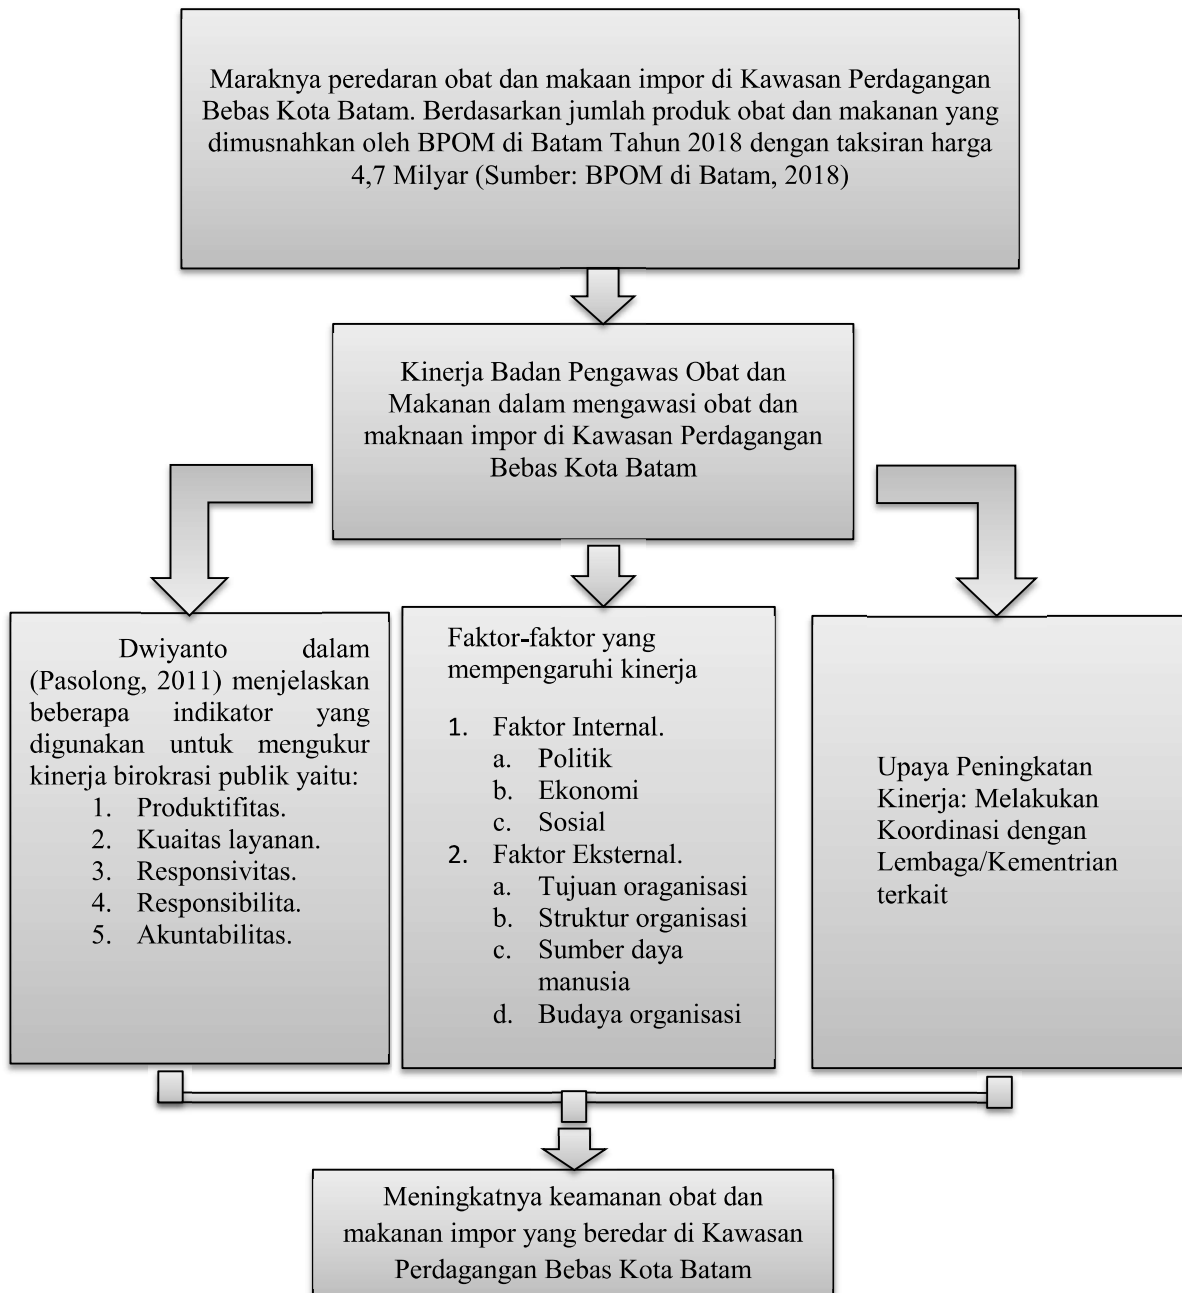 Maraknya peredaran obat dan makaan impor di Kawasan Perdagangan
Bebas Kota Batam. Berdasarkan jumlah produk obat dan makanan yang
dimusnahkan oleh BPOM di Batam Tahun 2018 dengan taksiran harga
4,7 Milyar (Sumber: BPOM di Batam, 2018)
Kinerja Badan Pengawas Obat dan
Makanan dalam mengawasi obat dan
maknaan impor di Kawasan Perdagangan
Bebas Kota Batam
Dwiyanto dalam
(Pasolong, 2011) menjelaskan
beberapa indikator yang
digunakan untuk mengukur
kinerja birokrasi publik yaitu:
1. Produktifitas.
2. Kuaitas layanan.
3. Responsivitas.
4. Responsibilita.
5. Akuntabilitas.
Faktor-faktor yang
mempengaruhi kinerja
1. Faktor Internal.
a. Politik
b. Ekonomi
c. Sosial
2. Faktor Eksternal.
a. Tujuan oraganisasi
b. Struktur organisasi
c. Sumber daya
manusia
d. Budaya organisasi
Upaya Peningkatan
Kinerja: Melakukan
Koordinasi dengan
Lembaga/Kementrian
terkait
Meningkatnya keamanan obat dan
makanan impor yang beredar di Kawasan
Perdagangan Bebas Kota Batam